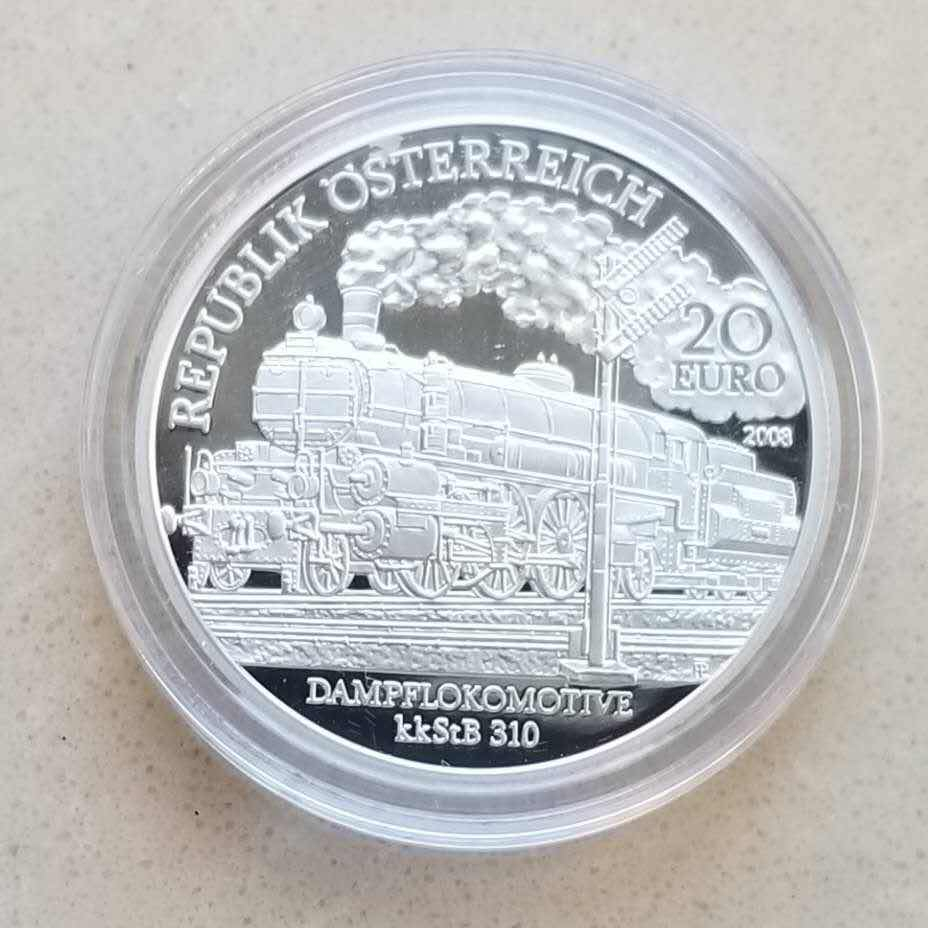 REPUBLIK ÖSTERREICH
20
EURO
2008
DAMPFLOKOMOTIVE
kkStB 310